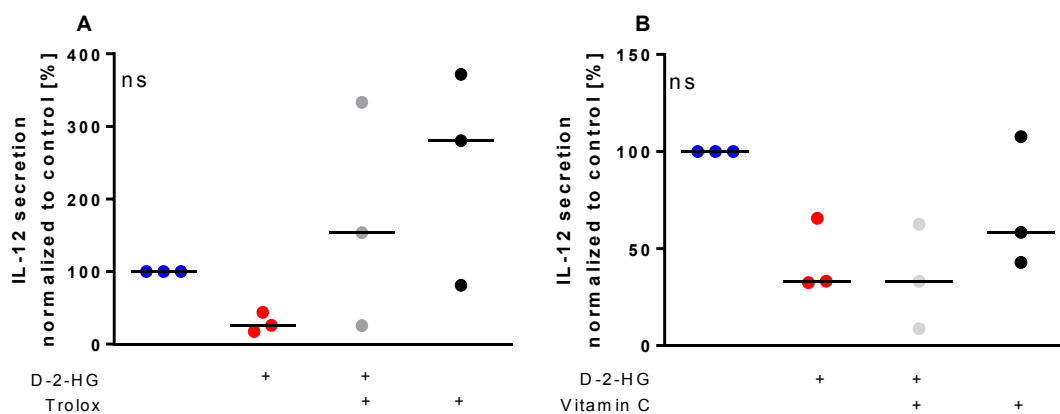 A
IL-12 secretion
normalized to control [%]
400
300
200
100
0
ns
D-2-HG + +
Trolox + +
B
IL-12 secretion
normalized to control [%]
150
100
50
0
ns
D-2-HG + +
Vitamin C + +